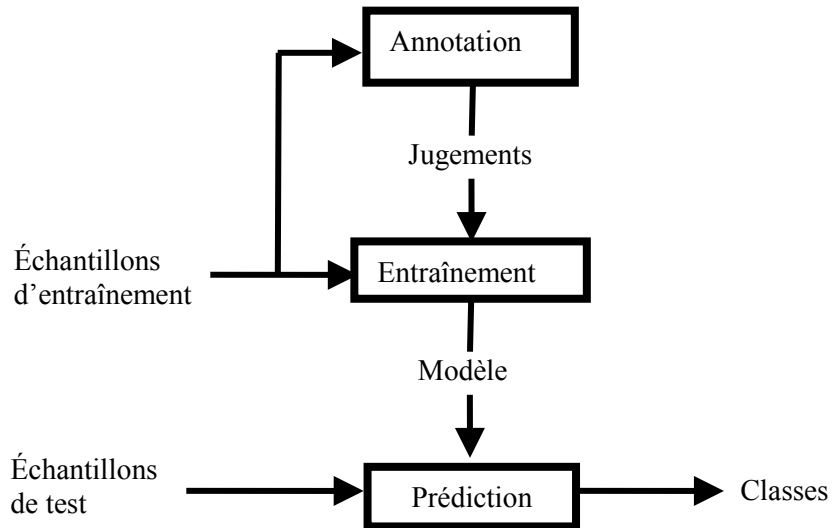 Annotation
Jugements
Échantillons
d’entraînement
Entraînement
Modèle
Échantillons
de test
Prédiction
Classes